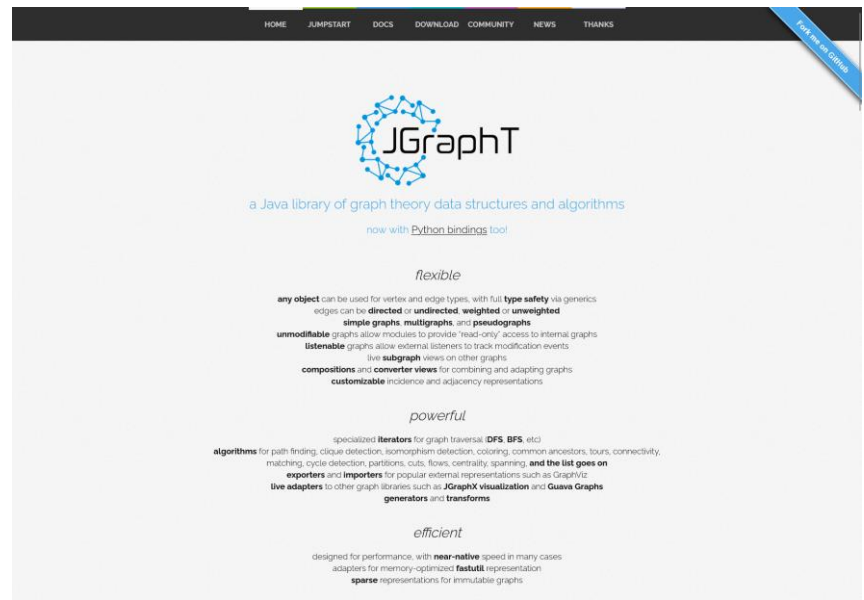 HOME JUMPSTART DOCS DOWNLOAD COMMUNITY NEWS THANKS
Fork me on GitHub
JGraphT
a Java library of graph theory data structures and algorithms
now with Python bindings too!
flexible
any object can be used for vertex and edge types, with full type safety via generics
edges can be directed or undirected, weighted or unweighted
simple graphs, multigraphs, and pseudographs
unmodifiable graphs allow modules to provide "read-only" access to internal graphs
listenable graphs allow external listeners to track modification events
live subgraph views on other graphs
compositions and converter views for combining and adapting graphs
customizable incidence and adjacency representations
powerful
specialized iterators for graph traversal (DFS, BFS, etc)
algorithms for path finding, clique detection, isomorphism detection, coloring, common ancestors, tours, connectivity,
matching, cycle detection, partitions, cuts, flows, centrality, spanning, and the list goes on
exporters and importers for popular external representations such as GraphViz
live adapters to other graph libraries such as JGraphX visualization and Guava Graphs
generators and transforms
efficient
designed for performance, with near-native speed in many cases
adapters for memory-optimized fastutil representation
sparse representations for immutable graphs